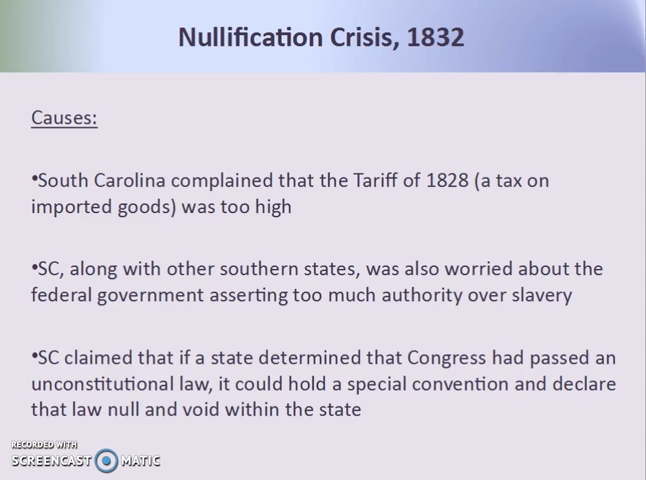 Nullification Crisis, 1832
Causes:
•South Carolina complained that the Tariff of 1828 (a tax on
imported goods) was too high
•SC, along with other southern states, was also worried about the
federal government asserting too much authority over slavery
•SC claimed that if a state determined that Congress had passed an
unconstitutional law, it could hold a special convention and declare
that law null and void within the state
RECORDED WITH
SCREENCAST MATIC